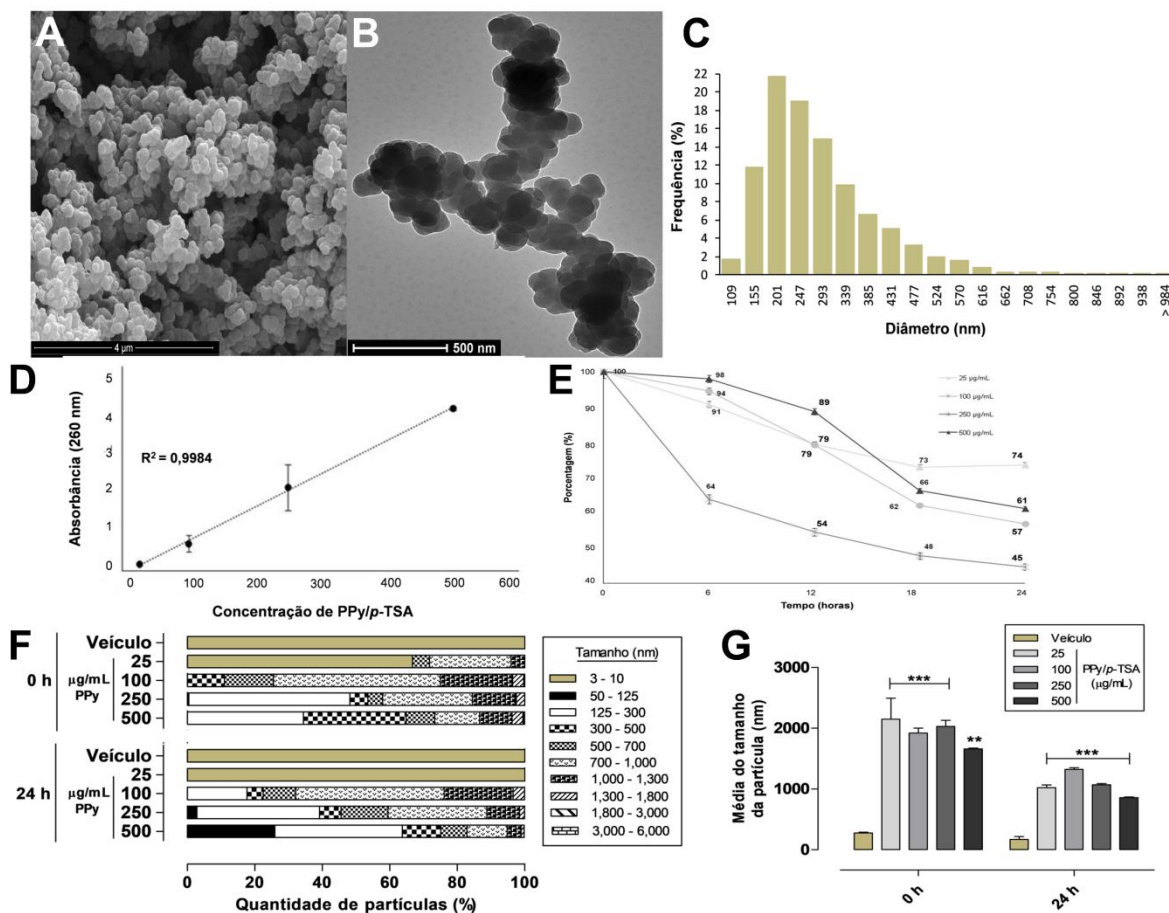 A
B
C
4 µm
500 nm
Frequência (%)
22
20
18
16
14
12
10
8
6
4
2
0
109
155
201
247
293
339
385
431
477
524
570
616
662
708
754
800
846
892
938
984
^
Diâmetro (nm)
D
Absorbância (260 nm)
5
4
3
2
1
0
R² = 0,9984
0 100 200 300 400 500 600
Concentração de PPy/p-TSA
E
Porcentagem (%)
100
90
80
70
60
50
40
100
98
94
91
89
79
79
73
74
66
62
61
57
64
54
48
45
25 µg/mL
100 µg/mL
250 µg/mL
500 µg/mL
0 6 12 18 24
Tempo (horas)
F
0 h
µg/mL
PPy
Veículo
25
100
250
500
24 h
µg/mL
PPy
Veículo
25
100
250
500
0 20 40 60 80 100
Quantidade de partículas (%)
Tamanho (nm)
3 - 10
50 - 125
125 - 300
300 - 500
500 - 700
700 - 1,000
1,000 - 1,300
1,300 - 1,800
1,800 - 3,000
3,000 - 6,000
G
Média do tamanho
da partícula (nm)
3000
2000
1000
0
***
**
***
0 h
24 h
Veículo
25
100
250
500
PPy/p-TSA
(µg/mL)